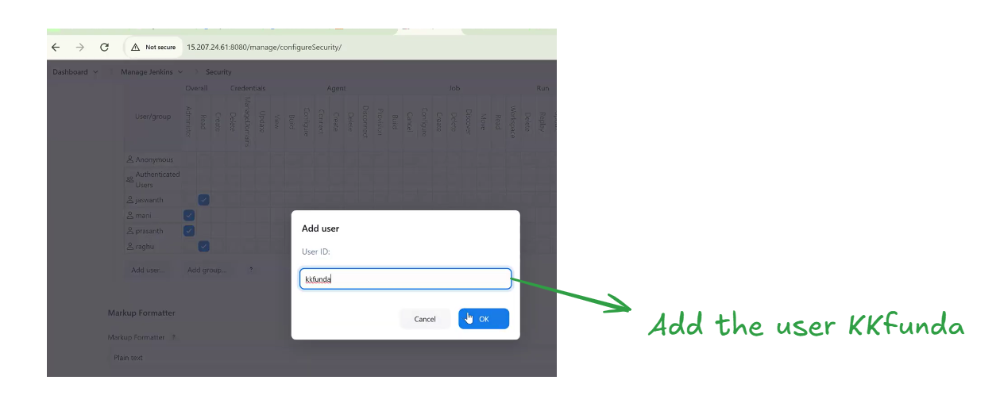 Not secure 15.207.24.61:8080/manage/configureSecurity/
Dashboard Manage Jenkins Security
Overall Credentials Agent Job Run
User/group Administer Read Create Delete ManageDomains Update View Build Configure Connect Create Delete Disconnect Provision Build Cancel Configure Create Delete Discover Move Read Workspace Delete Replay
Anonymous
Authenticated
Users
jaswanth
mani
prasanth
raghu
Add user... Add group... ?
Add user
User ID:
kkfunda
Cancel OK
Markup Formatter
Markup Formatter ?
Plain text
Add the user KKfunda